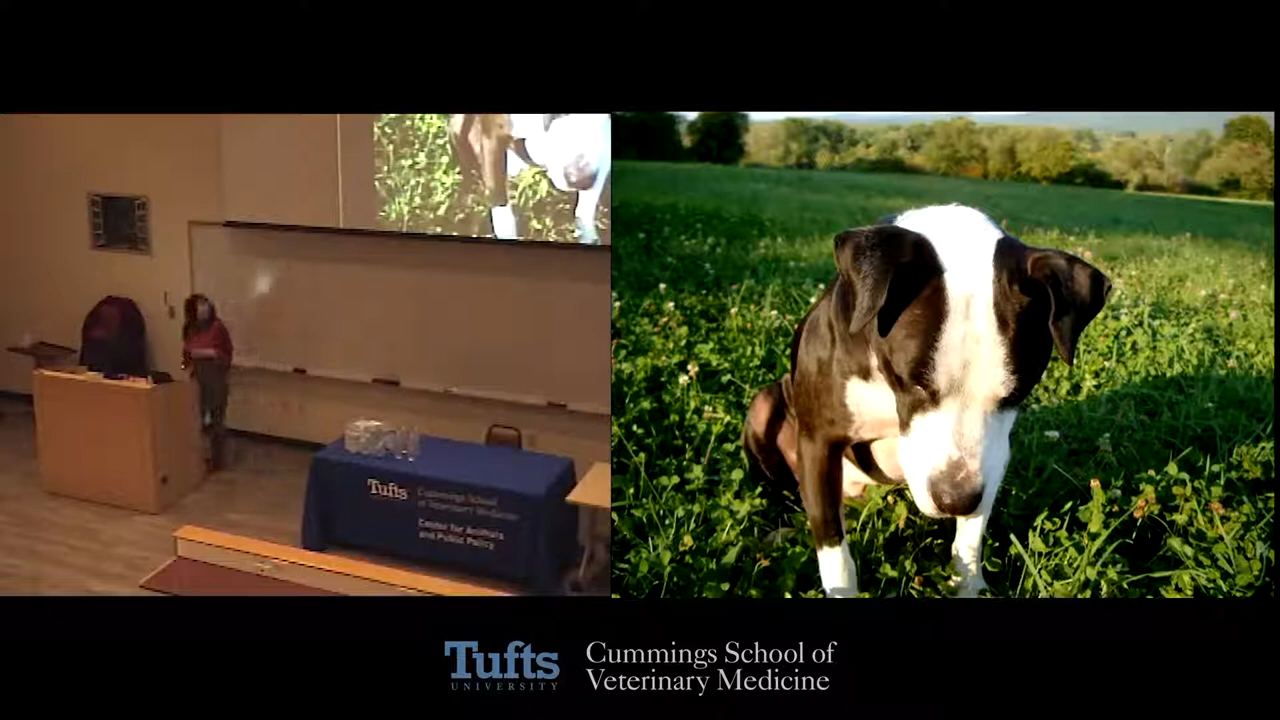 Tufts
Cummings School
of Veterinary Medicine
Center for Animals
and Public Policy
Tufts
UNIVERSITY
Cummings School of
Veterinary Medicine